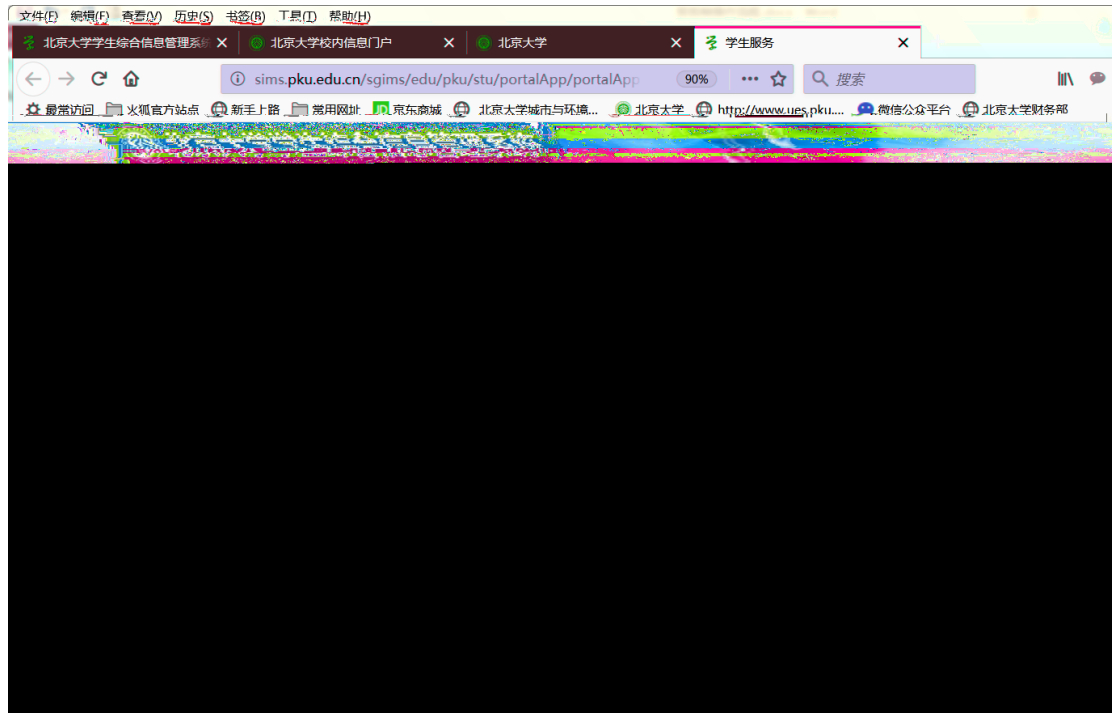 文件(F) 编辑(E) 查看(V) 历史(S) 书签(B) 工具(T) 帮助(H)
北京大学学生综合信息管理系统 北京大学校内信息门户 北京大学 学生服务
sims.pku.edu.cn/sgims/edu/pku/stu/portalApp/portalApp 90% 搜索
最常访问 火狐官方站点 新手上路 常用网址 JD 京东商城 北京大学城市与环境... 北京大学 http://www.ues.pku.... 微信公众平台 北京大学财务部